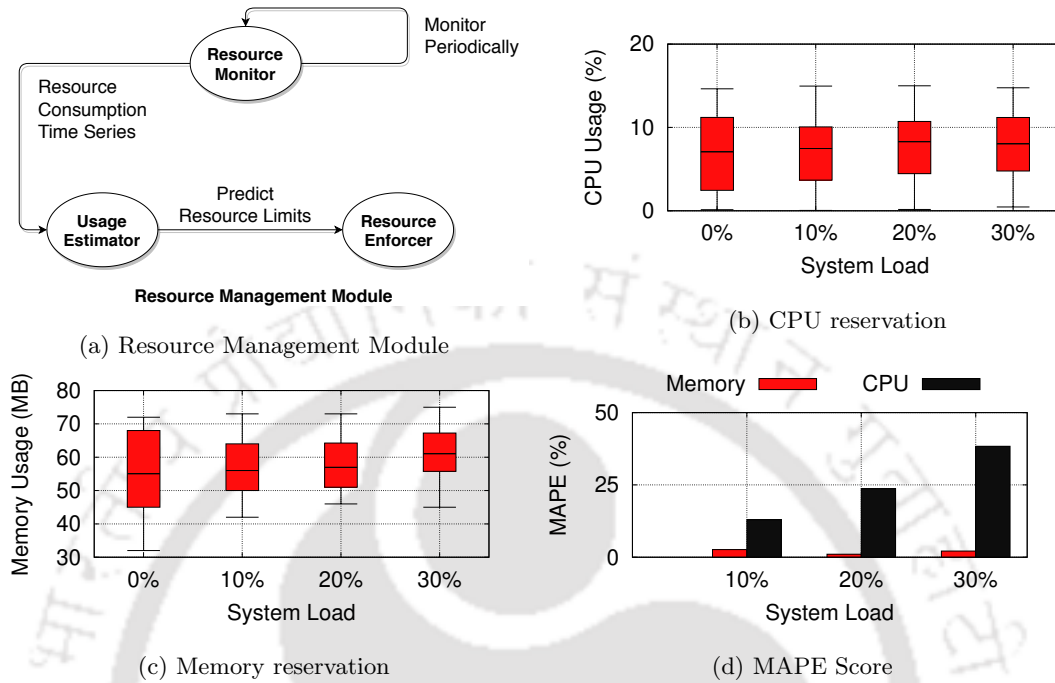 Resource
Monitor
Monitor
Periodically
Resource
Consumption
Time Series
Usage
Estimator
Predict
Resource Limits
Resource
Enforcer
Resource Management Module
(a) Resource Management Module
CPU Usage (%)
20
10
0
0% 10% 20% 30%
System Load
(b) CPU reservation
Memory Usage (MB)
80
70
60
50
40
30
0% 10% 20% 30%
System Load
(c) Memory reservation
Memory CPU
MAPE (%)
50
25
0
10% 20% 30%
System Load
(d) MAPE Score